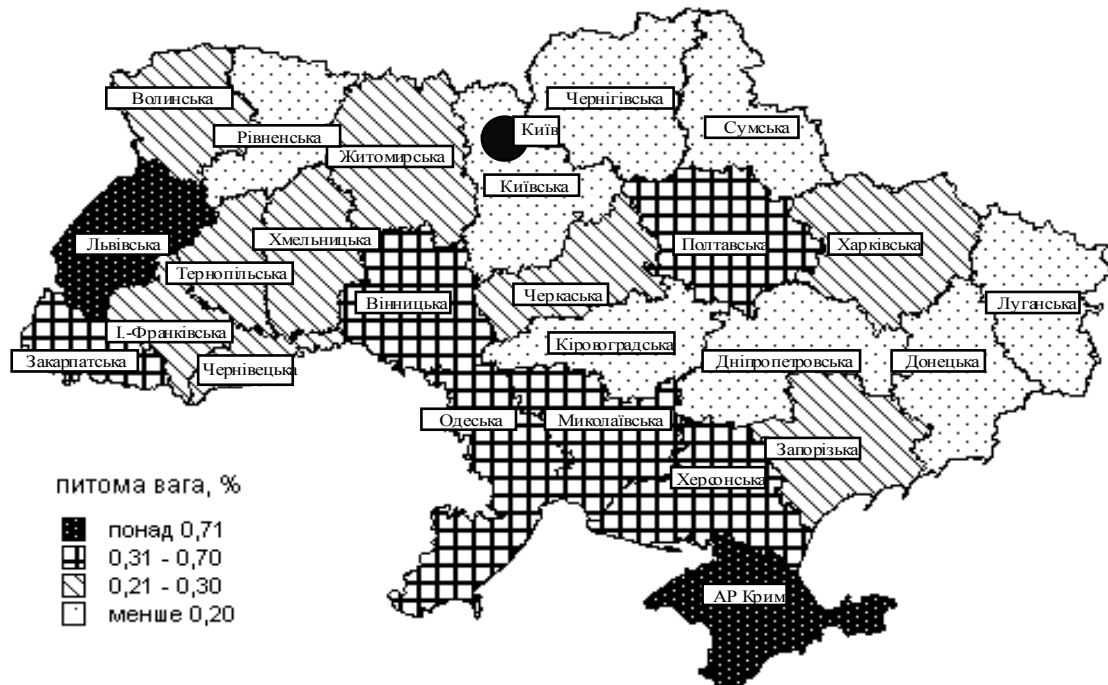 Волинська
Рівненська
Житомирська
Київ
Чернігівська
Сумська
Київська
Львівська
Тернопільська
Хмельницька
Вінницька
Черкаська
Полтавська
Харківська
Луганська
І.-Франківська
Закарпатська
Чернівецька
Кіровоградська
Дніпропетровська
Донецька
Одеська
Миколаївська
Херсонська
Запорізька
АР Крим
питома вага, %
понад 0,71
0,31 - 0,70
0,21 - 0,30
менше 0,20